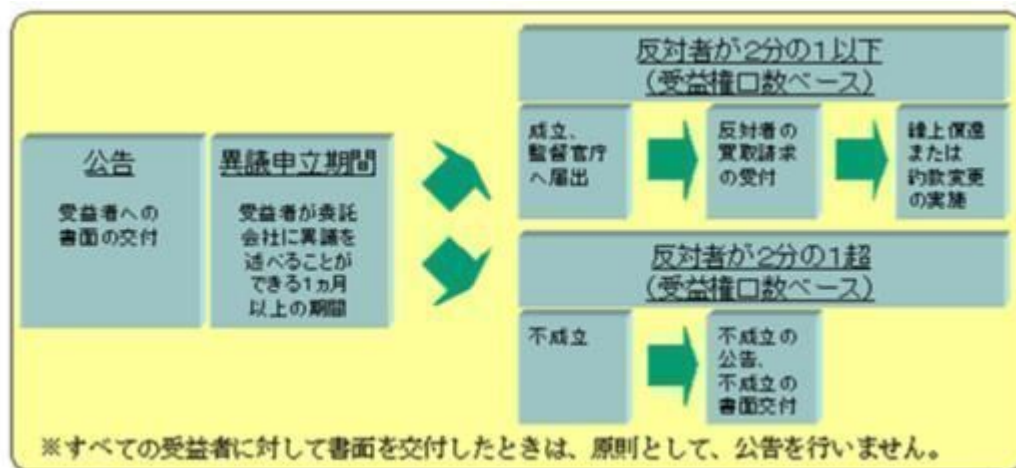 公告
受益者への
書面の交付
異議申立期間
受益者が委託
会社に異議を
述べることが
できる1ヵ月
以上の期間
反対者が2分の1以下
(受益権口数ベース)
成立、
監督官庁
へ届出
反対者の
買取請求
の受付
繰上償還
または
約款変更
の実施
反対者が2分の1超
(受益権口数ベース)
不成立
不成立の
公告、
不成立の
書面交付
※すべての受益者に対して書面を交付したときは、原則として、公告を行いません。